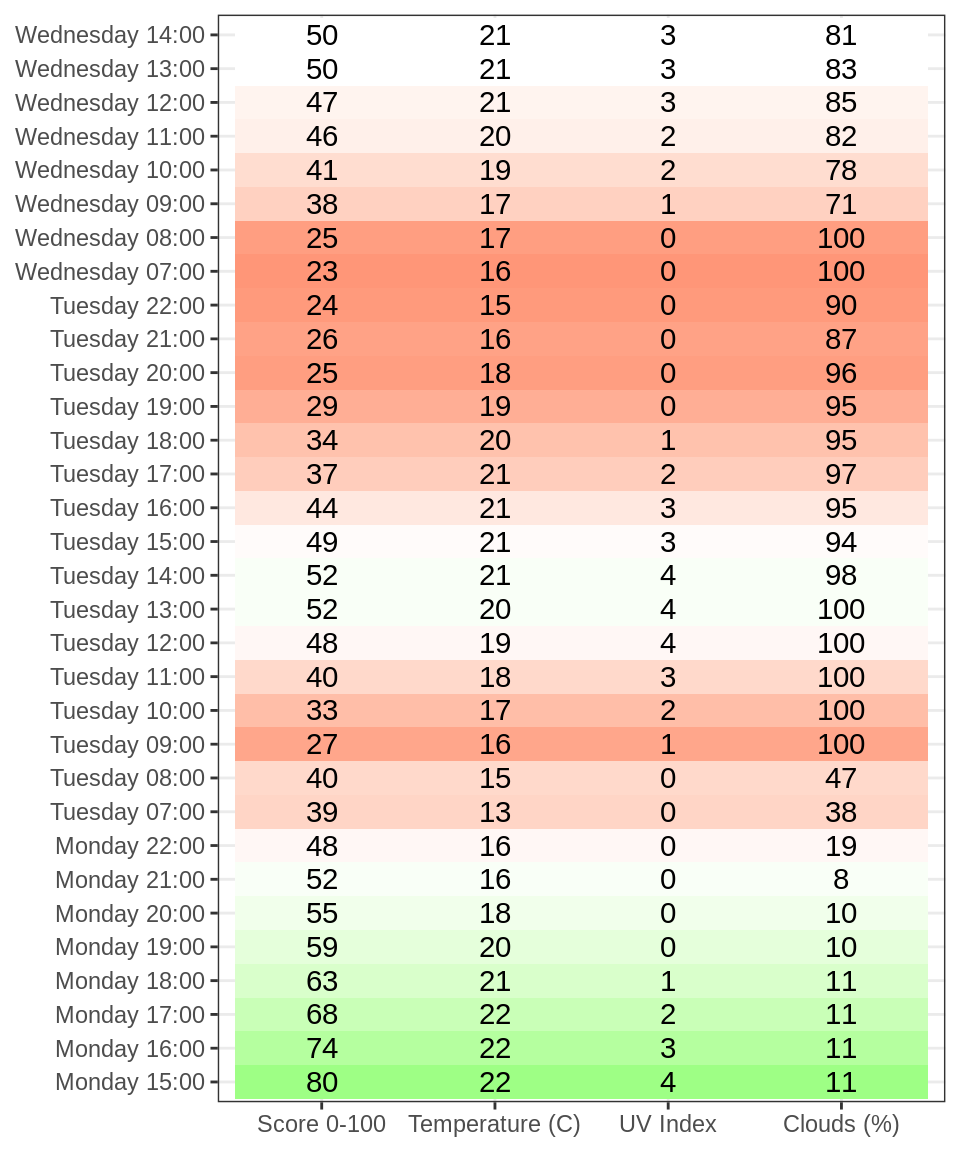 Wednesday 14:00 50 21 3 81
Wednesday 13:00 50 21 3 83
Wednesday 12:00 47 21 3 85
Wednesday 11:00 46 20 2 82
Wednesday 10:00 41 19 2 78
Wednesday 09:00 38 17 1 71
Wednesday 08:00 25 17 0 100
Wednesday 07:00 23 16 0 100
Tuesday 22:00 24 15 0 90
Tuesday 21:00 26 16 0 87
Tuesday 20:00 25 18 0 96
Tuesday 19:00 29 19 0 95
Tuesday 18:00 34 20 1 95
Tuesday 17:00 37 21 2 97
Tuesday 16:00 44 21 3 95
Tuesday 15:00 49 21 3 94
Tuesday 14:00 52 21 4 98
Tuesday 13:00 52 20 4 100
Tuesday 12:00 48 19 4 100
Tuesday 11:00 40 18 3 100
Tuesday 10:00 33 17 2 100
Tuesday 09:00 27 16 1 100
Tuesday 08:00 40 15 0 47
Tuesday 07:00 39 13 0 38
Monday 22:00 48 16 0 19
Monday 21:00 52 16 0 8
Monday 20:00 55 18 0 10
Monday 19:00 59 20 0 10
Monday 18:00 63 21 1 11
Monday 17:00 68 22 2 11
Monday 16:00 74 22 3 11
Monday 15:00 80 22 4 11
Score 0-100 Temperature (C) UV Index Clouds (%)